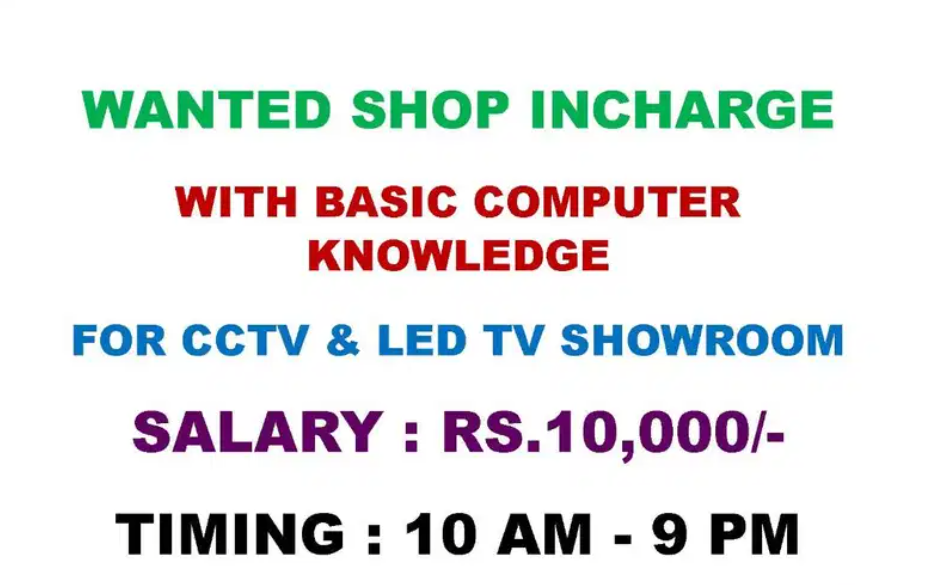 WANTED SHOP INCHARGE
WITH BASIC COMPUTER
KNOWLEDGE
FOR CCTV & LED TV SHOWROOM
SALARY : RS.10,000/-
TIMING : 10 AM - 9 PM